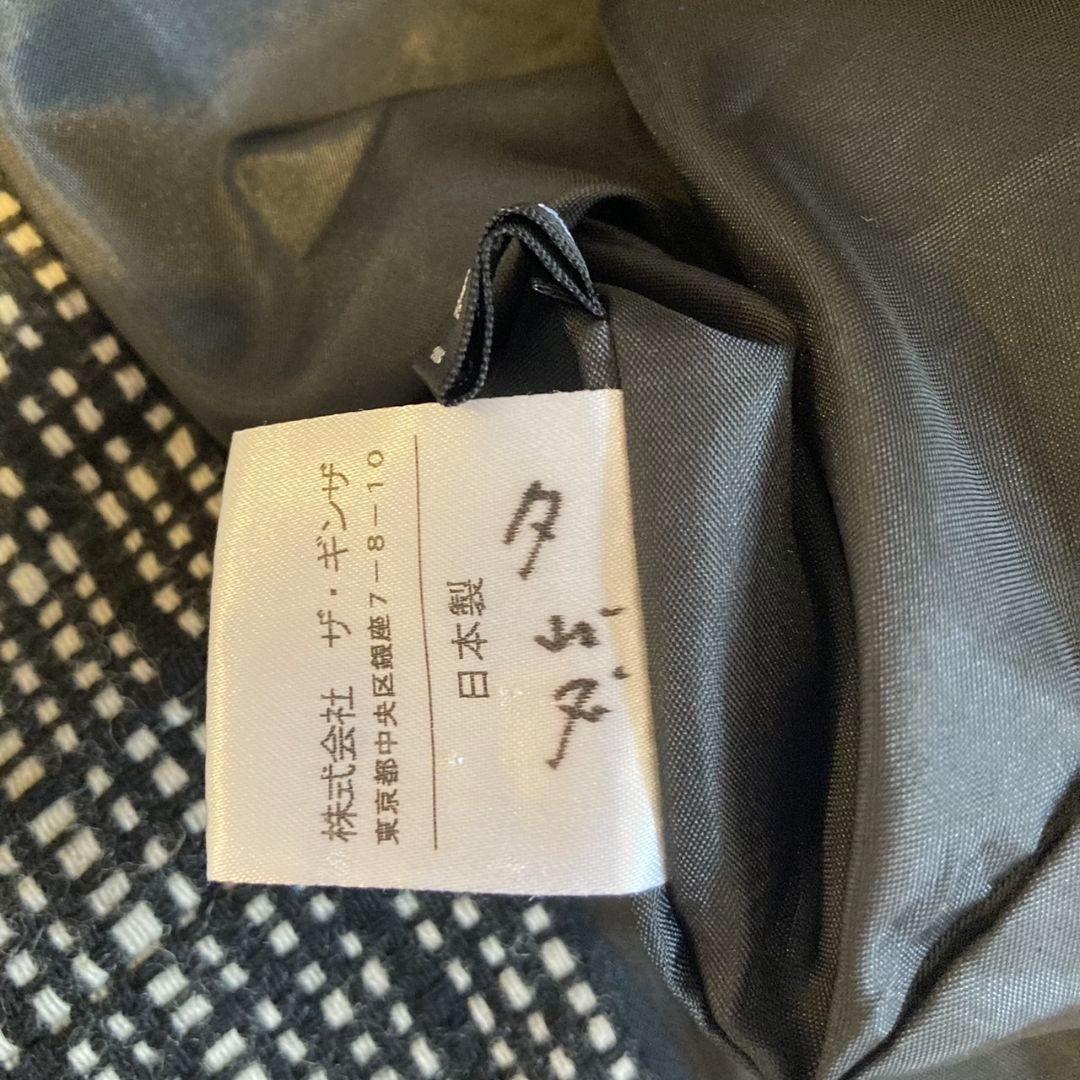 株式会社 ザ・ギンザ
東京都中央区銀座7-8-10
日本製